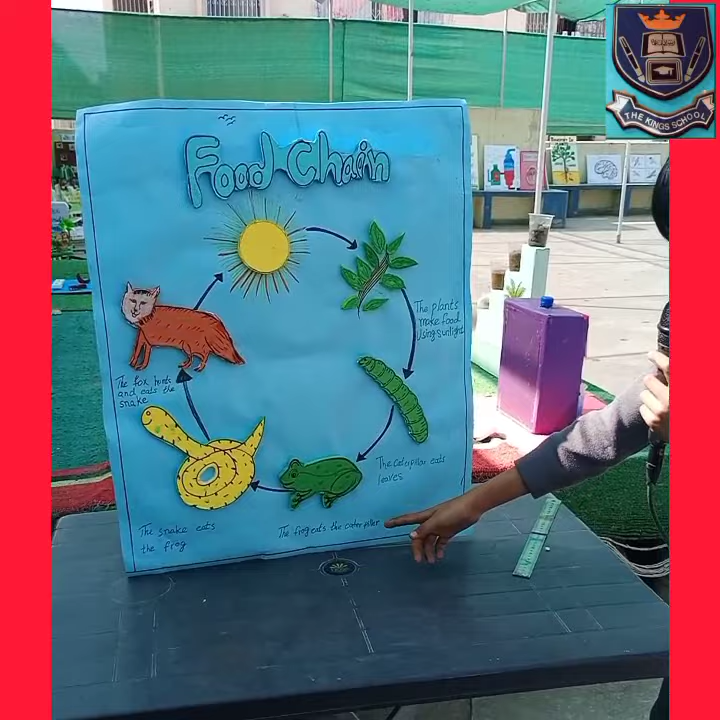 THE KINGS SCHOOL
Food Chain
The plants
make food
Using sunlight
The fox hunts
and eats the
snake
The caterpillar eats
leaves
The snake eats
the frog
The frog eats the caterpillar